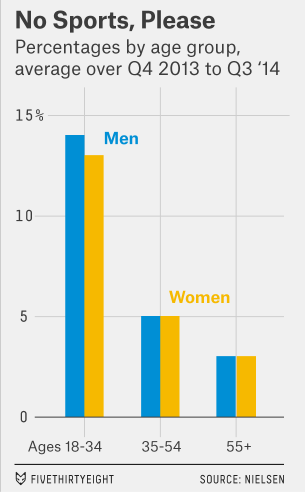 No Sports, Please
Percentages by age group,
average over Q4 2013 to Q3 ‘14
15%
Men
10
Women
5
0
Ages 18-34 35-54 55+
FIVETHIRTYEIGHT SOURCE: NIELSEN